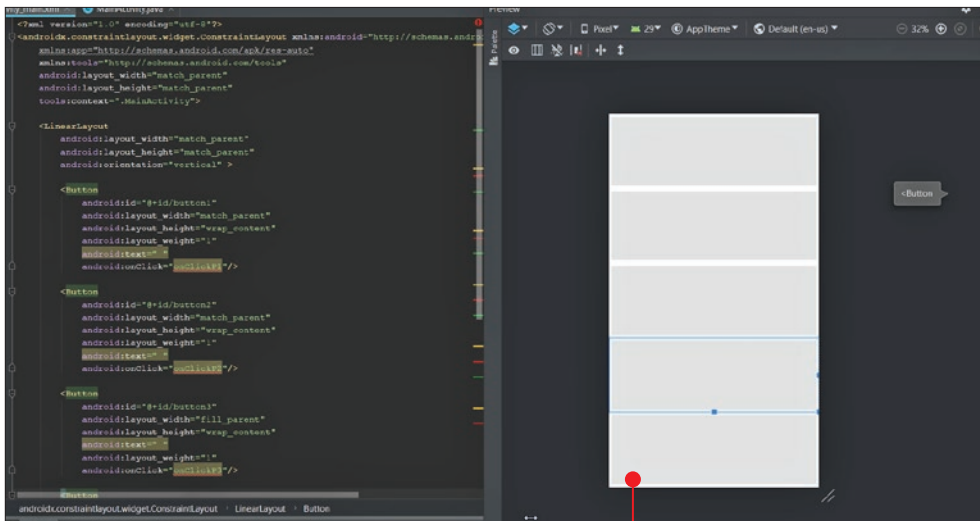 ity_main.xml × MainActivity.java ×
<?xml version="1.0" encoding="utf-8"?>
<androidx.constraintlayout.widget.ConstraintLayout xmlns:android="http://schemas.andro
xmlns:app="http://schemas.android.com/apk/res-auto"
xmlns:tools="http://schemas.android.com/tools"
android:layout_width="match_parent"
android:layout_height="match_parent"
tools:context=".MainActivity">
<LinearLayout
android:layout_width="match_parent"
android:layout_height="match_parent"
android:orientation="vertical" >
<Button
android:id="@+id/button1"
android:layout_width="match_parent"
android:layout_height="wrap_content"
android:layout_weight="1"
android:text=" "
android:onClick="onClickP1"/>
<Button
android:id="@+id/button2"
android:layout_width="match_parent"
android:layout_height="wrap_content"
android:layout_weight="1"
android:text=" "
android:onClick="onClickP2"/>
<Button
android:id="@+id/button3"
android:layout_width="fill_parent"
android:layout_height="wrap_content"
android:text=" "
android:layout_weight="1"
android:onClick="onClickP3"/>
<Button
androidx.constraintlayout.widget.ConstraintLayout LinearLayout Button
Preview
Pixel 29 AppTheme Default (en-us) 32%
Palette
<Button